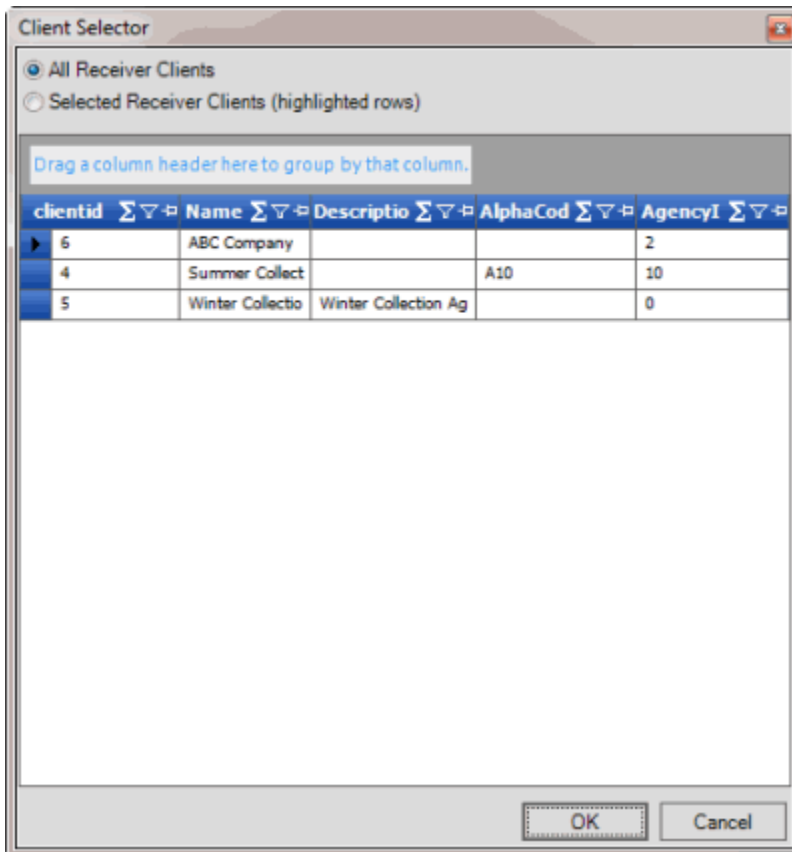 Client Selector
All Receiver Clients
Selected Receiver Clients (highlighted rows)
Drag a column header here to group by that column.
clientid Σ Name Σ Descriptio Σ AlphaCod Σ AgencyI Σ
6 ABC Company 2
4 Summer Collect A10 10
5 Winter Collectio Winter Collection Ag 0
OK Cancel